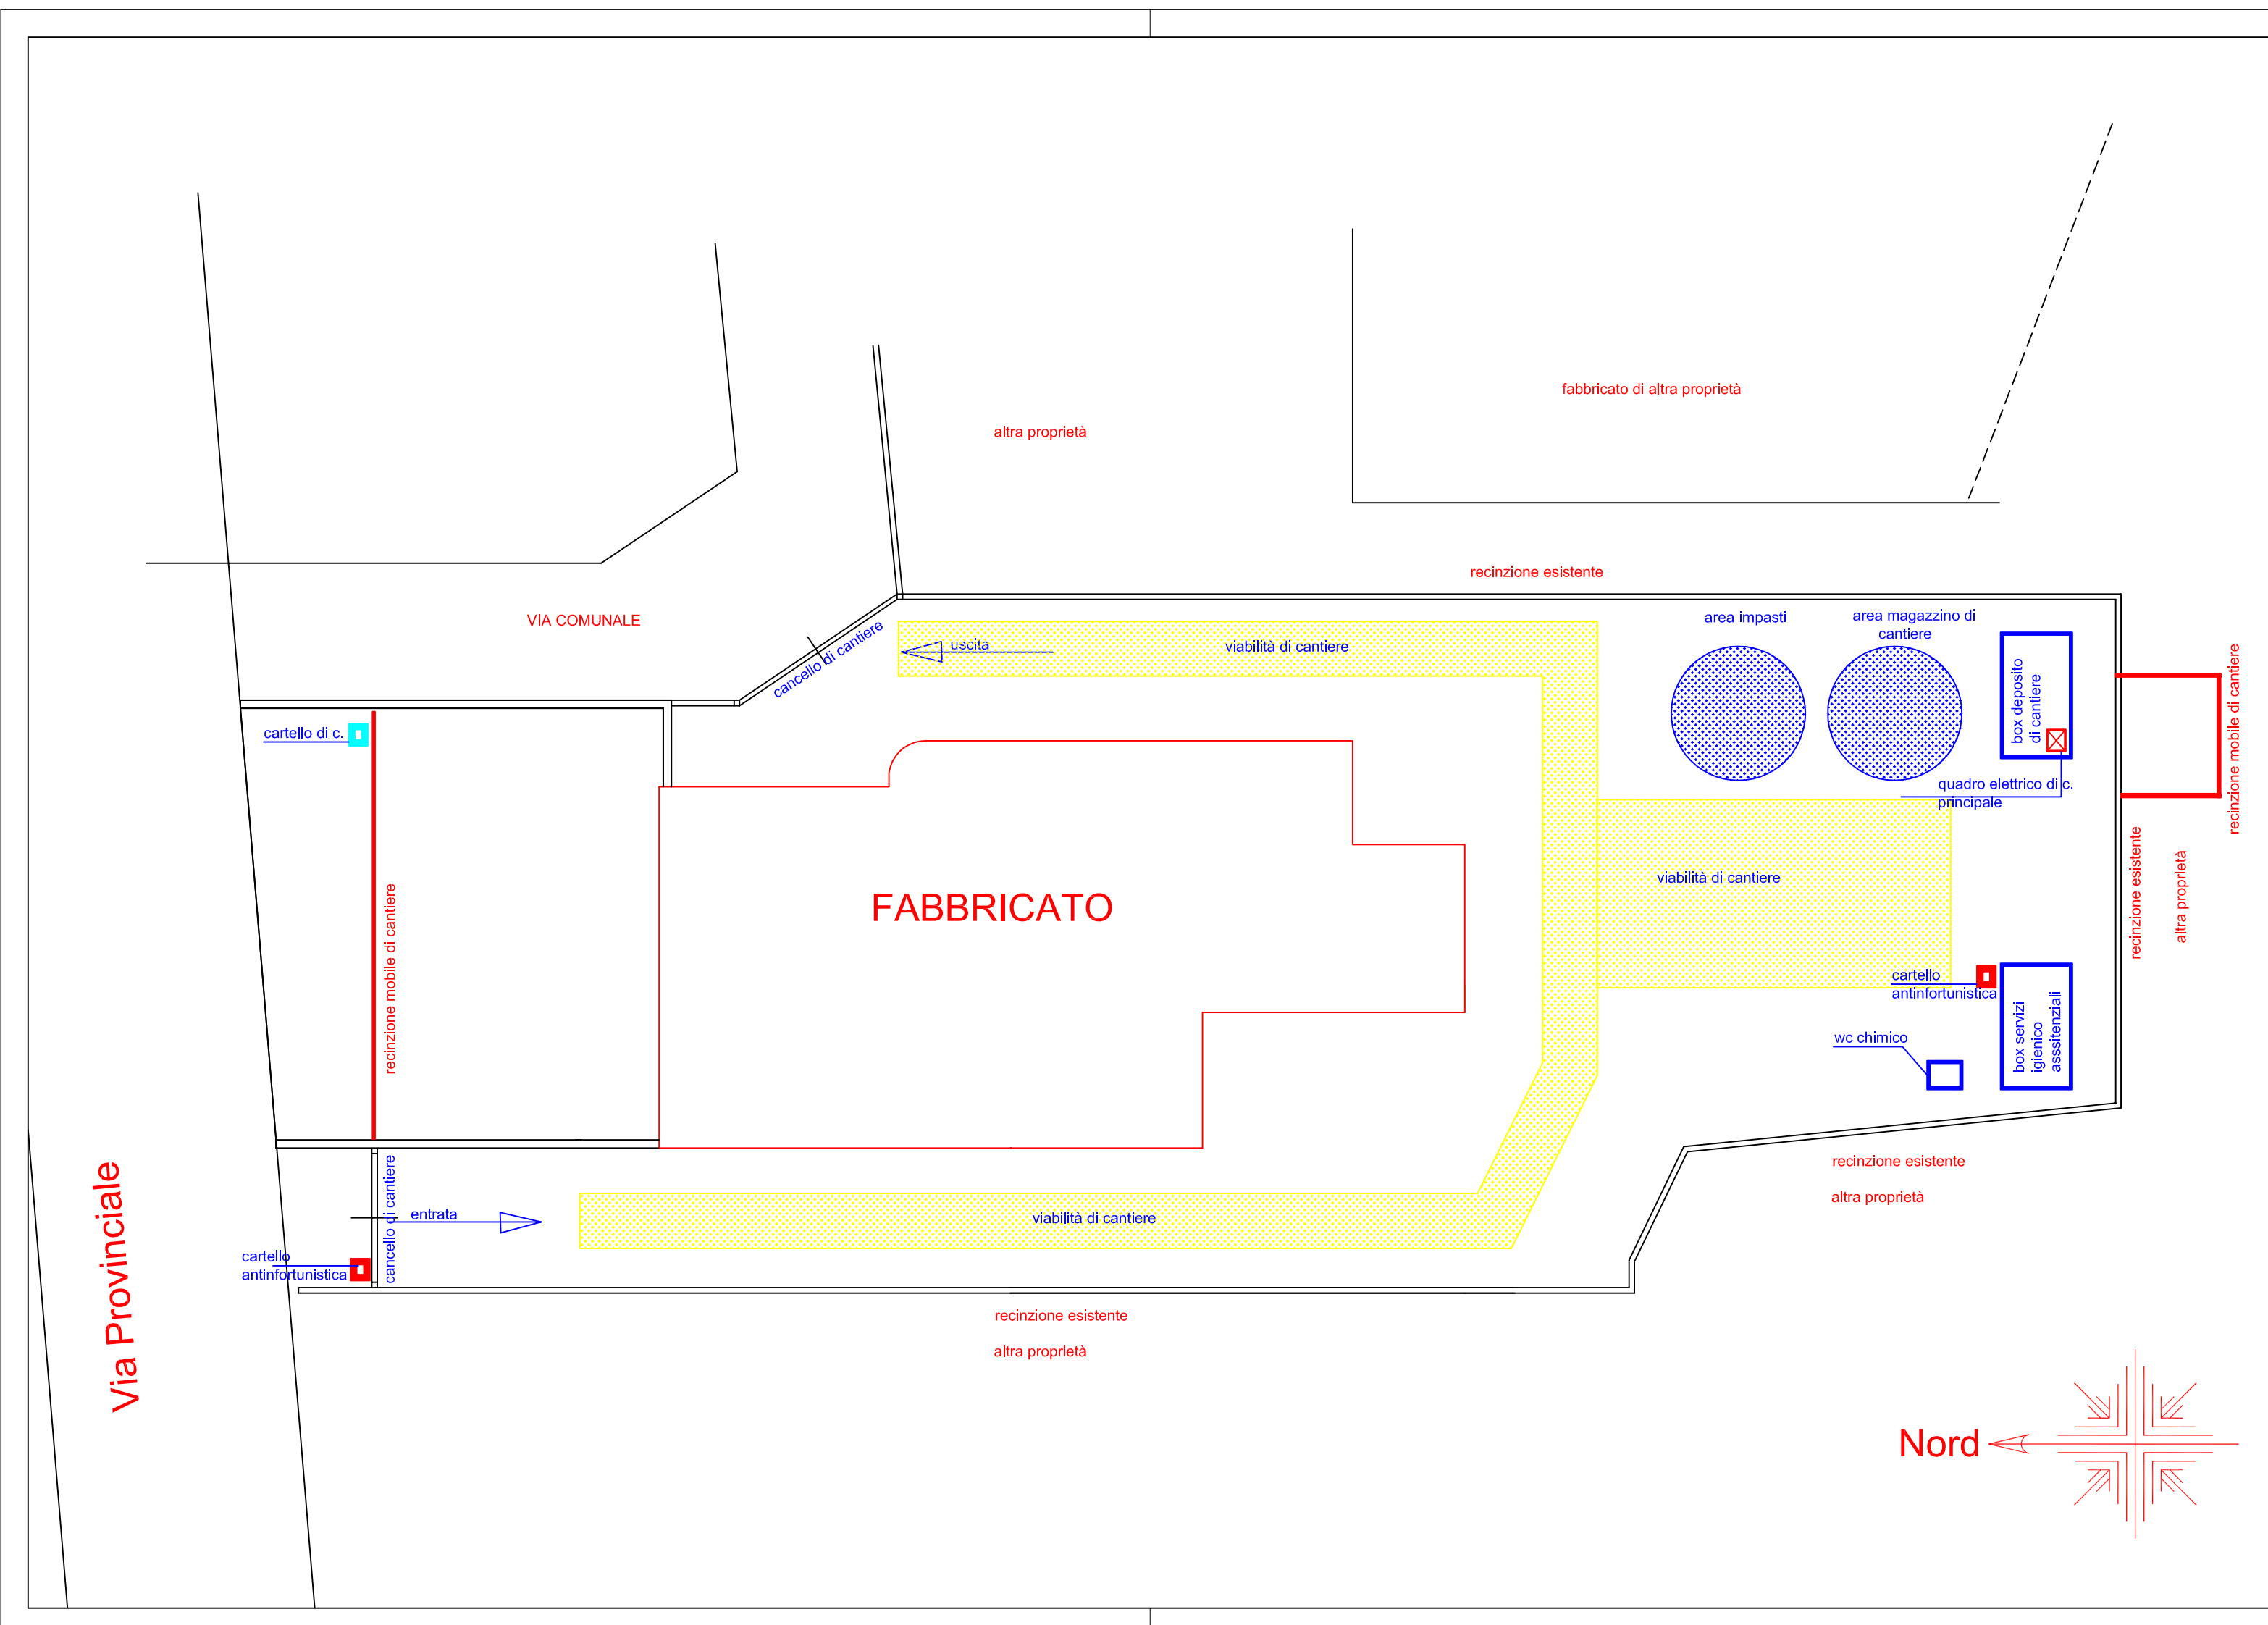 fabbricato di altra proprietà
altra proprietà
recinzione esistente
VIA COMUNALE
cancello di cantiere
uscita
viabilità di cantiere
area impasti
area magazzino di
cantiere
box deposito
di cantiere
recinzione mobile di cantiere
cartello di c.
quadro elettrico di c.
principale
recinzione esistente
altra proprietà
viabilità di cantiere
FABBRICATO
recinzione mobile di cantiere
cartello
antinfortunistica
box servizi
igienico
asssitenziali
wc chimico
recinzione esistente
altra proprietà
Via Provinciale
cancello di cantiere
entrata
viabilità di cantiere
cartello
antinfortunistica
recinzione esistente
altra proprietà
Nord